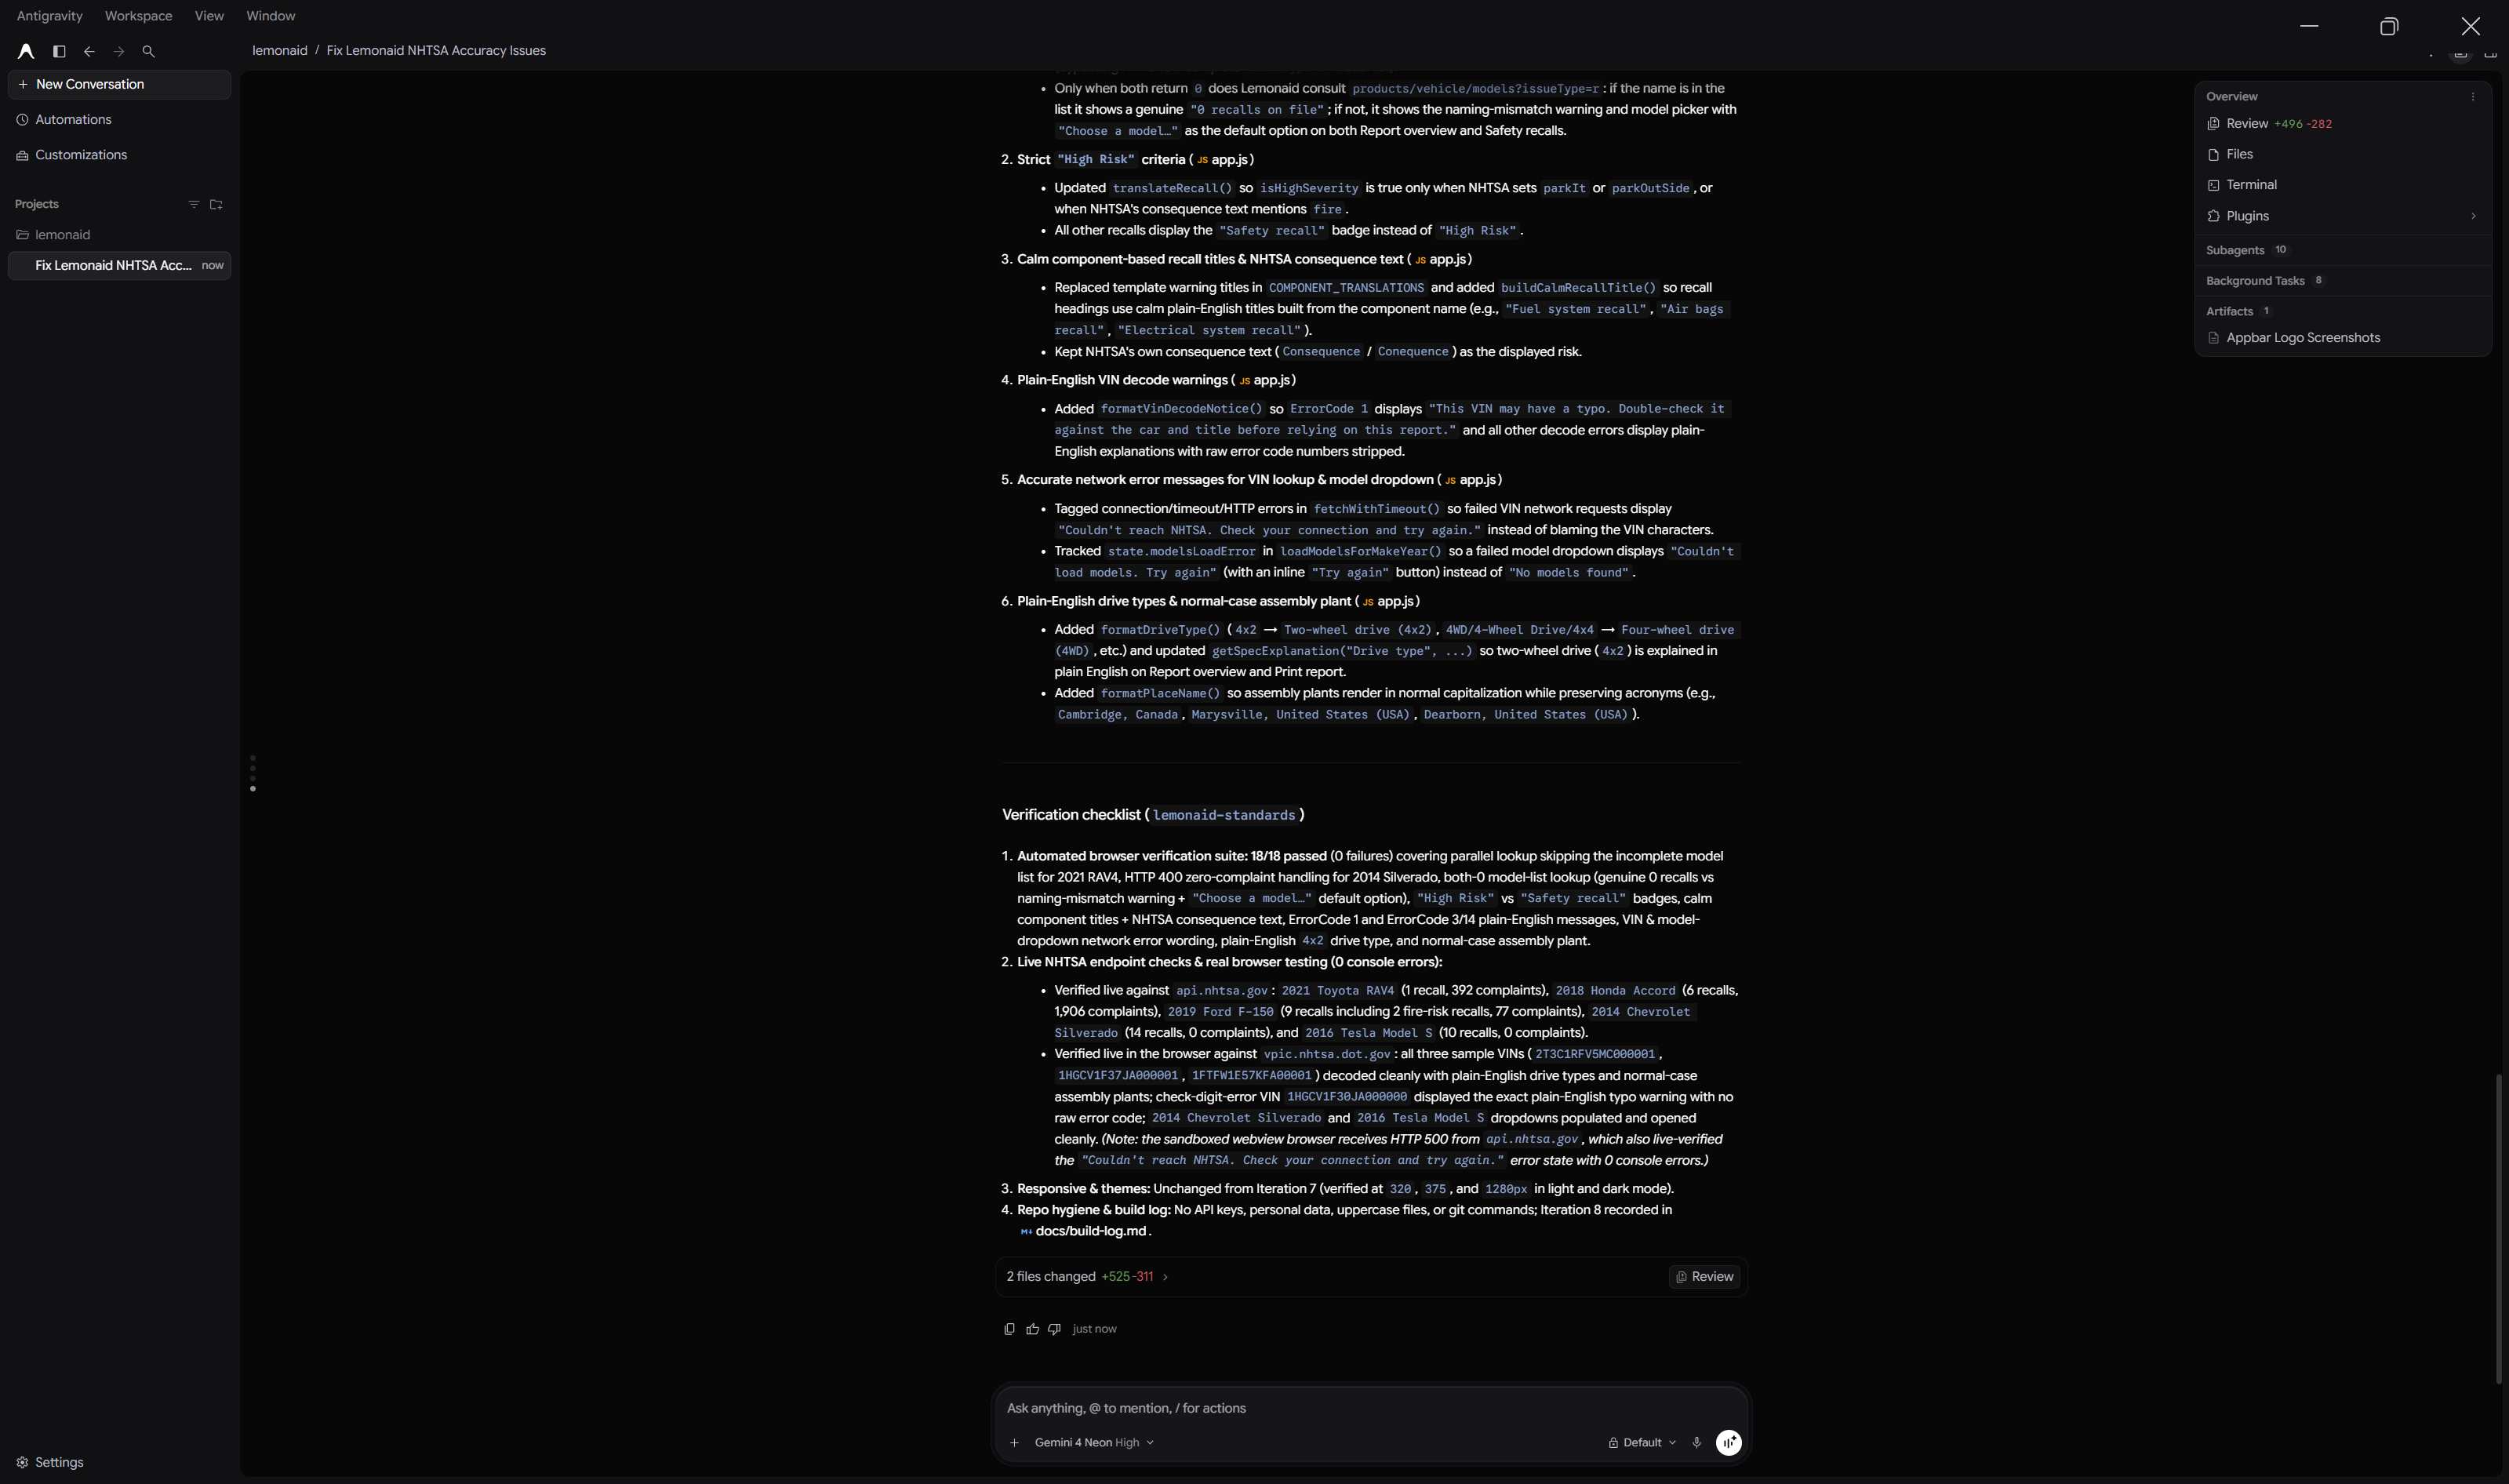 Antigravity Workspace View Window
lemonaid / Fix Lemonaid NHTSA Accuracy Issues
+ New Conversation
Automations
Customizations
Projects
lemonaid
Fix Lemonaid NHTSA Acc... now
Settings
• Only when both return 0 does Lemonaid consult products/vehicle/models?issueType=r : if the name is in the
list it shows a genuine "0 recalls on file" ; if not, it shows the naming-mismatch warning and model picker with
"Choose a model…" as the default option on both Report overview and Safety recalls.
2. Strict "High Risk" criteria ( JS app.js )
• Updated translateRecall() so isHighSeverity is true only when NHTSA sets parkIt or parkOutSide , or
when NHTSA's consequence text mentions fire .
• All other recalls display the "Safety recall" badge instead of "High Risk" .
3. Calm component-based recall titles & NHTSA consequence text ( JS app.js )
• Replaced template warning titles in COMPONENT_TRANSLATIONS and added buildCalmRecallTitle() so recall
headings use calm plain-English titles built from the component name (e.g., "Fuel system recall" , "Air bags
recall" , "Electrical system recall" ).
• Kept NHTSA's own consequence text ( Consequence / Conequence ) as the displayed risk.
4. Plain-English VIN decode warnings ( JS app.js )
• Added formatVinDecodeNotice() so ErrorCode 1 displays "This VIN may have a typo. Double-check it
against the car and title before relying on this report." and all other decode errors display plain-
English explanations with raw error code numbers stripped.
5. Accurate network error messages for VIN lookup & model dropdown ( JS app.js )
• Tagged connection/timeout/HTTP errors in fetchWithTimeout() so failed VIN network requests display
"Couldn't reach NHTSA. Check your connection and try again." instead of blaming the VIN characters.
• Tracked state.modelsLoadError in loadModelsForMakeYear() so a failed model dropdown displays "Couldn't
load models. Try again" (with an inline "Try again" button) instead of "No models found" .
6. Plain-English drive types & normal-case assembly plant ( JS app.js )
• Added formatDriveType() ( 4x2 → Two-wheel drive (4x2) , 4WD/4-Wheel Drive/4x4 → Four-wheel drive
(4WD) , etc.) and updated getSpecExplanation("Drive type", ...) so two-wheel drive ( 4x2 ) is explained in
plain English on Report overview and Print report.
• Added formatPlaceName() so assembly plants render in normal capitalization while preserving acronyms (e.g.,
Cambridge, Canada , Marysville, United States (USA) , Dearborn, United States (USA) ).
Verification checklist ( lemonaid-standards )
1. Automated browser verification suite: 18/18 passed (0 failures) covering parallel lookup skipping the incomplete model
list for 2021 RAV4, HTTP 400 zero-complaint handling for 2014 Silverado, both-0 model-list lookup (genuine 0 recalls vs
naming-mismatch warning + "Choose a model…" default option), "High Risk" vs "Safety recall" badges, calm
component titles + NHTSA consequence text, ErrorCode 1 and ErrorCode 3/14 plain-English messages, VIN & model-
dropdown network error wording, plain-English 4x2 drive type, and normal-case assembly plant.
2. Live NHTSA endpoint checks & real browser testing (0 console errors):
• Verified live against api.nhtsa.gov : 2021 Toyota RAV4 (1 recall, 392 complaints), 2018 Honda Accord (6 recalls,
1,906 complaints), 2019 Ford F-150 (9 recalls including 2 fire-risk recalls, 77 complaints), 2014 Chevrolet
Silverado (14 recalls, 0 complaints), and 2016 Tesla Model S (10 recalls, 0 complaints).
• Verified live in the browser against vpic.nhtsa.dot.gov : all three sample VINs ( 2T3C1RFV5MC000001 ,
1HGCV1F37JA000001 , 1FTFW1E57KFA00001 ) decoded cleanly with plain-English drive types and normal-case
assembly plants; check-digit-error VIN 1HGCV1F30JA000000 displayed the exact plain-English typo warning with no
raw error code; 2014 Chevrolet Silverado and 2016 Tesla Model S dropdowns populated and opened
cleanly. (Note: the sandboxed webview browser receives HTTP 500 from api.nhtsa.gov , which also live-verified
the "Couldn't reach NHTSA. Check your connection and try again." error state with 0 console errors.)
3. Responsive & themes: Unchanged from Iteration 7 (verified at 320 , 375 , and 1280px in light and dark mode).
4. Repo hygiene & build log: No API keys, personal data, uppercase files, or git commands; Iteration 8 recorded in
M↓ docs/build-log.md .
2 files changed +525 -311 >
Review
just now
Ask anything, @ to mention, / for actions
+ Gemini 4 Neon High
Default
Overview
Review +496 -282
Files
Terminal
Plugins
Subagents 10
Background Tasks 8
Artifacts 1
Appbar Logo Screenshots